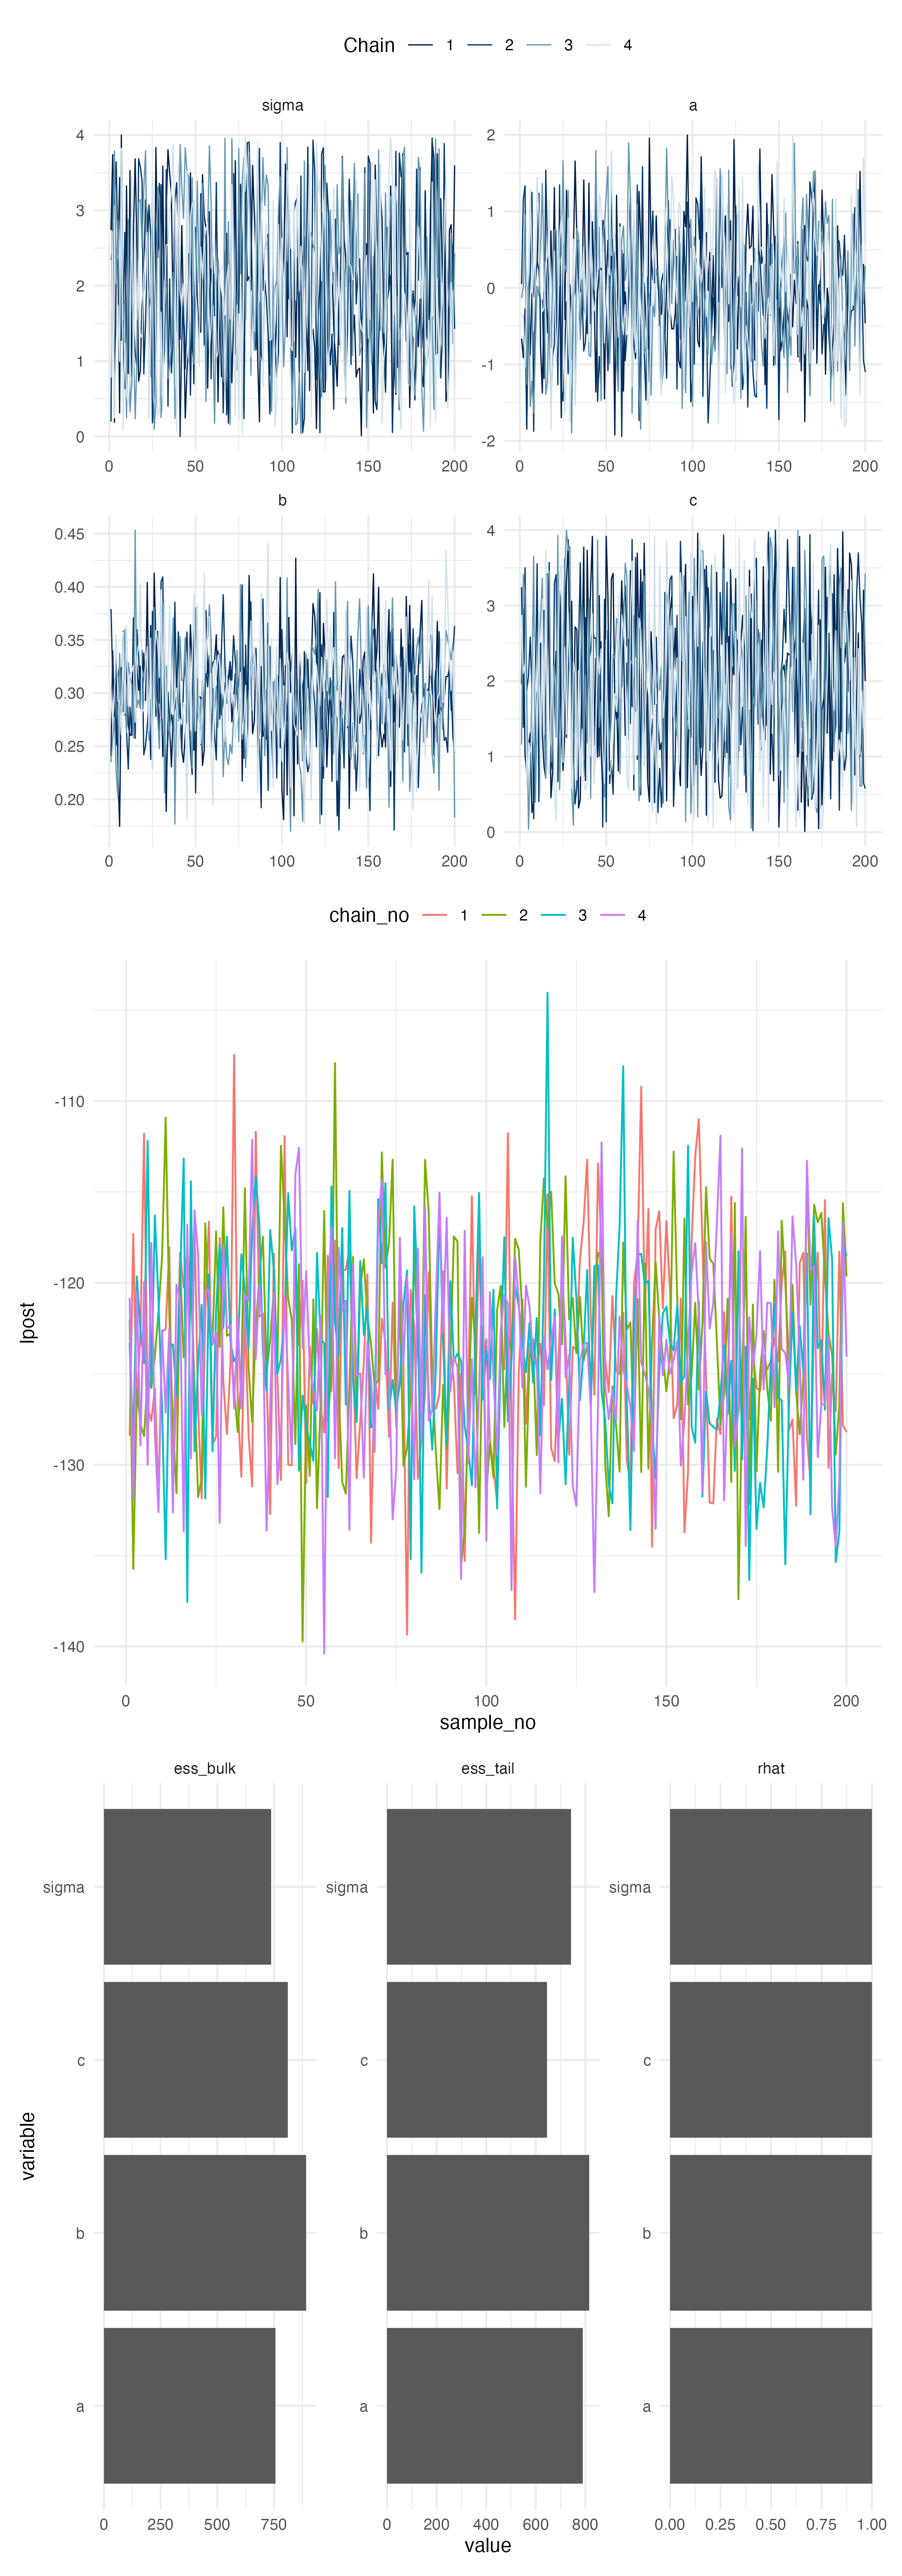 Chain 1 2 3 4
sigma a
4 2
3 1
2 0
1 -1
0 -2
0 50 100 150 200 0 50 100 150 200
b c
0.45 4
0.40 3
0.35
0.30 2
0.25 1
0.20
0
0 50 100 150 200 0 50 100 150 200
chain_no 1 2 3 4
-110
-120
lpost
-130
-140
0 50 100 150 200
sample_no
ess_bulk ess_tail rhat
sigma sigma sigma
c c c
variable
b b b
a a a
0 250 500 750 0 200 400 600 800 0.00 0.25 0.50 0.75 1.00
value